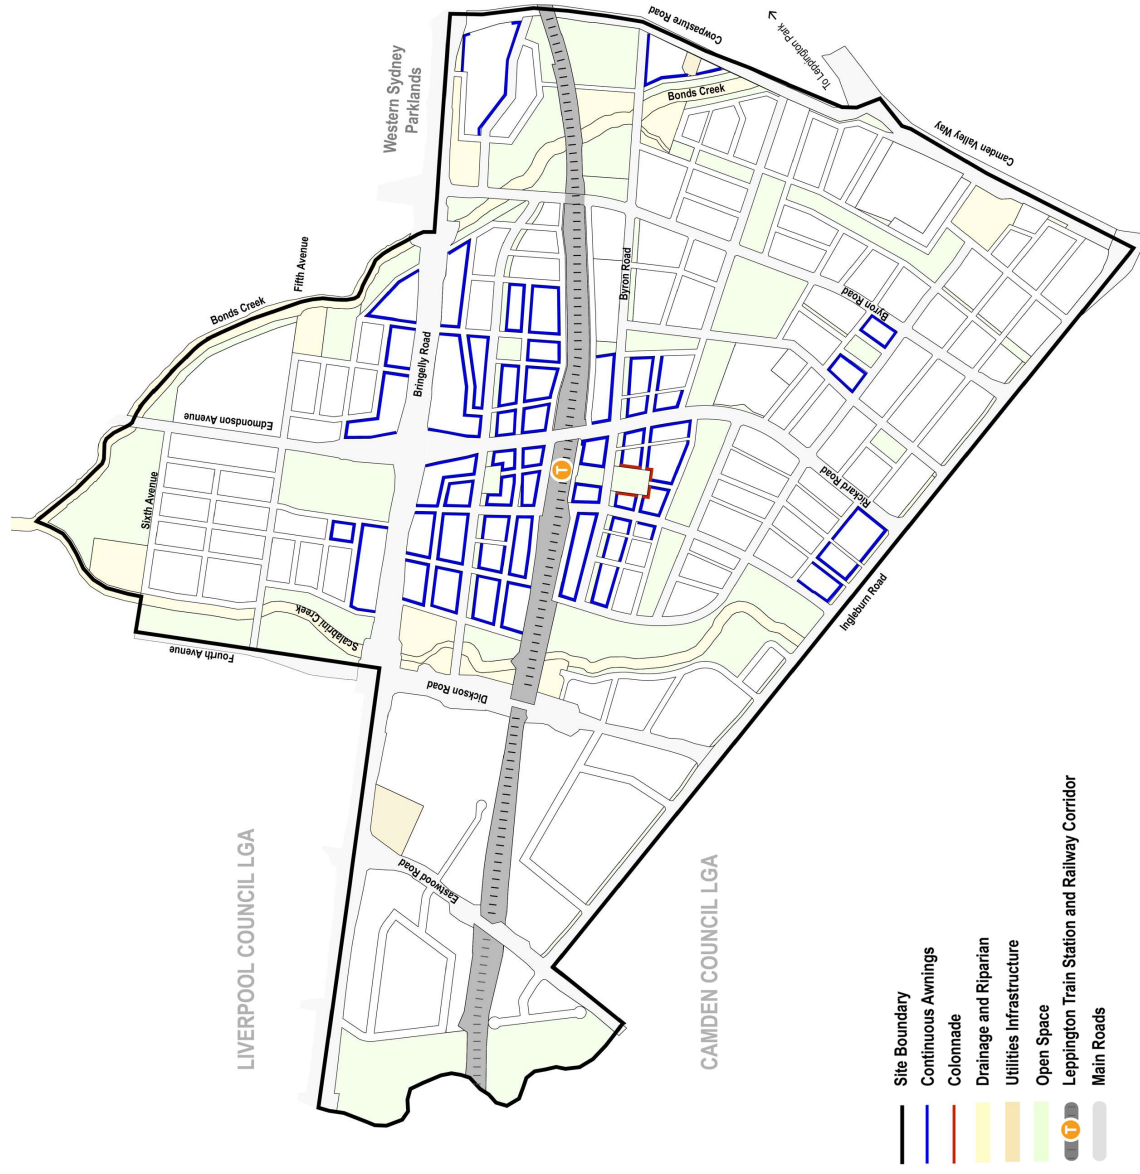 Western Sydney
Parklands
Cowpasture Road
To Leppington Park
Camden Valley Way
Bonds Creek
Fifth Avenue
Bonds Creek
Byron Road
Byron Road
Bringelly Road
Edmondson Avenue
Sixth Avenue
T
Rickard Road
Ingleburn Road
Scalabrini Creek
Fourth Avenue
Dickson Road
Eastwood Road
LIVERPOOL COUNCIL LGA
CAMDEN COUNCIL LGA
Site Boundary
Continuous Awnings
Colonnade
Drainage and Riparian
Utilities Infrastructure
Open Space
T
Leppington Train Station and Railway Corridor
Main Roads